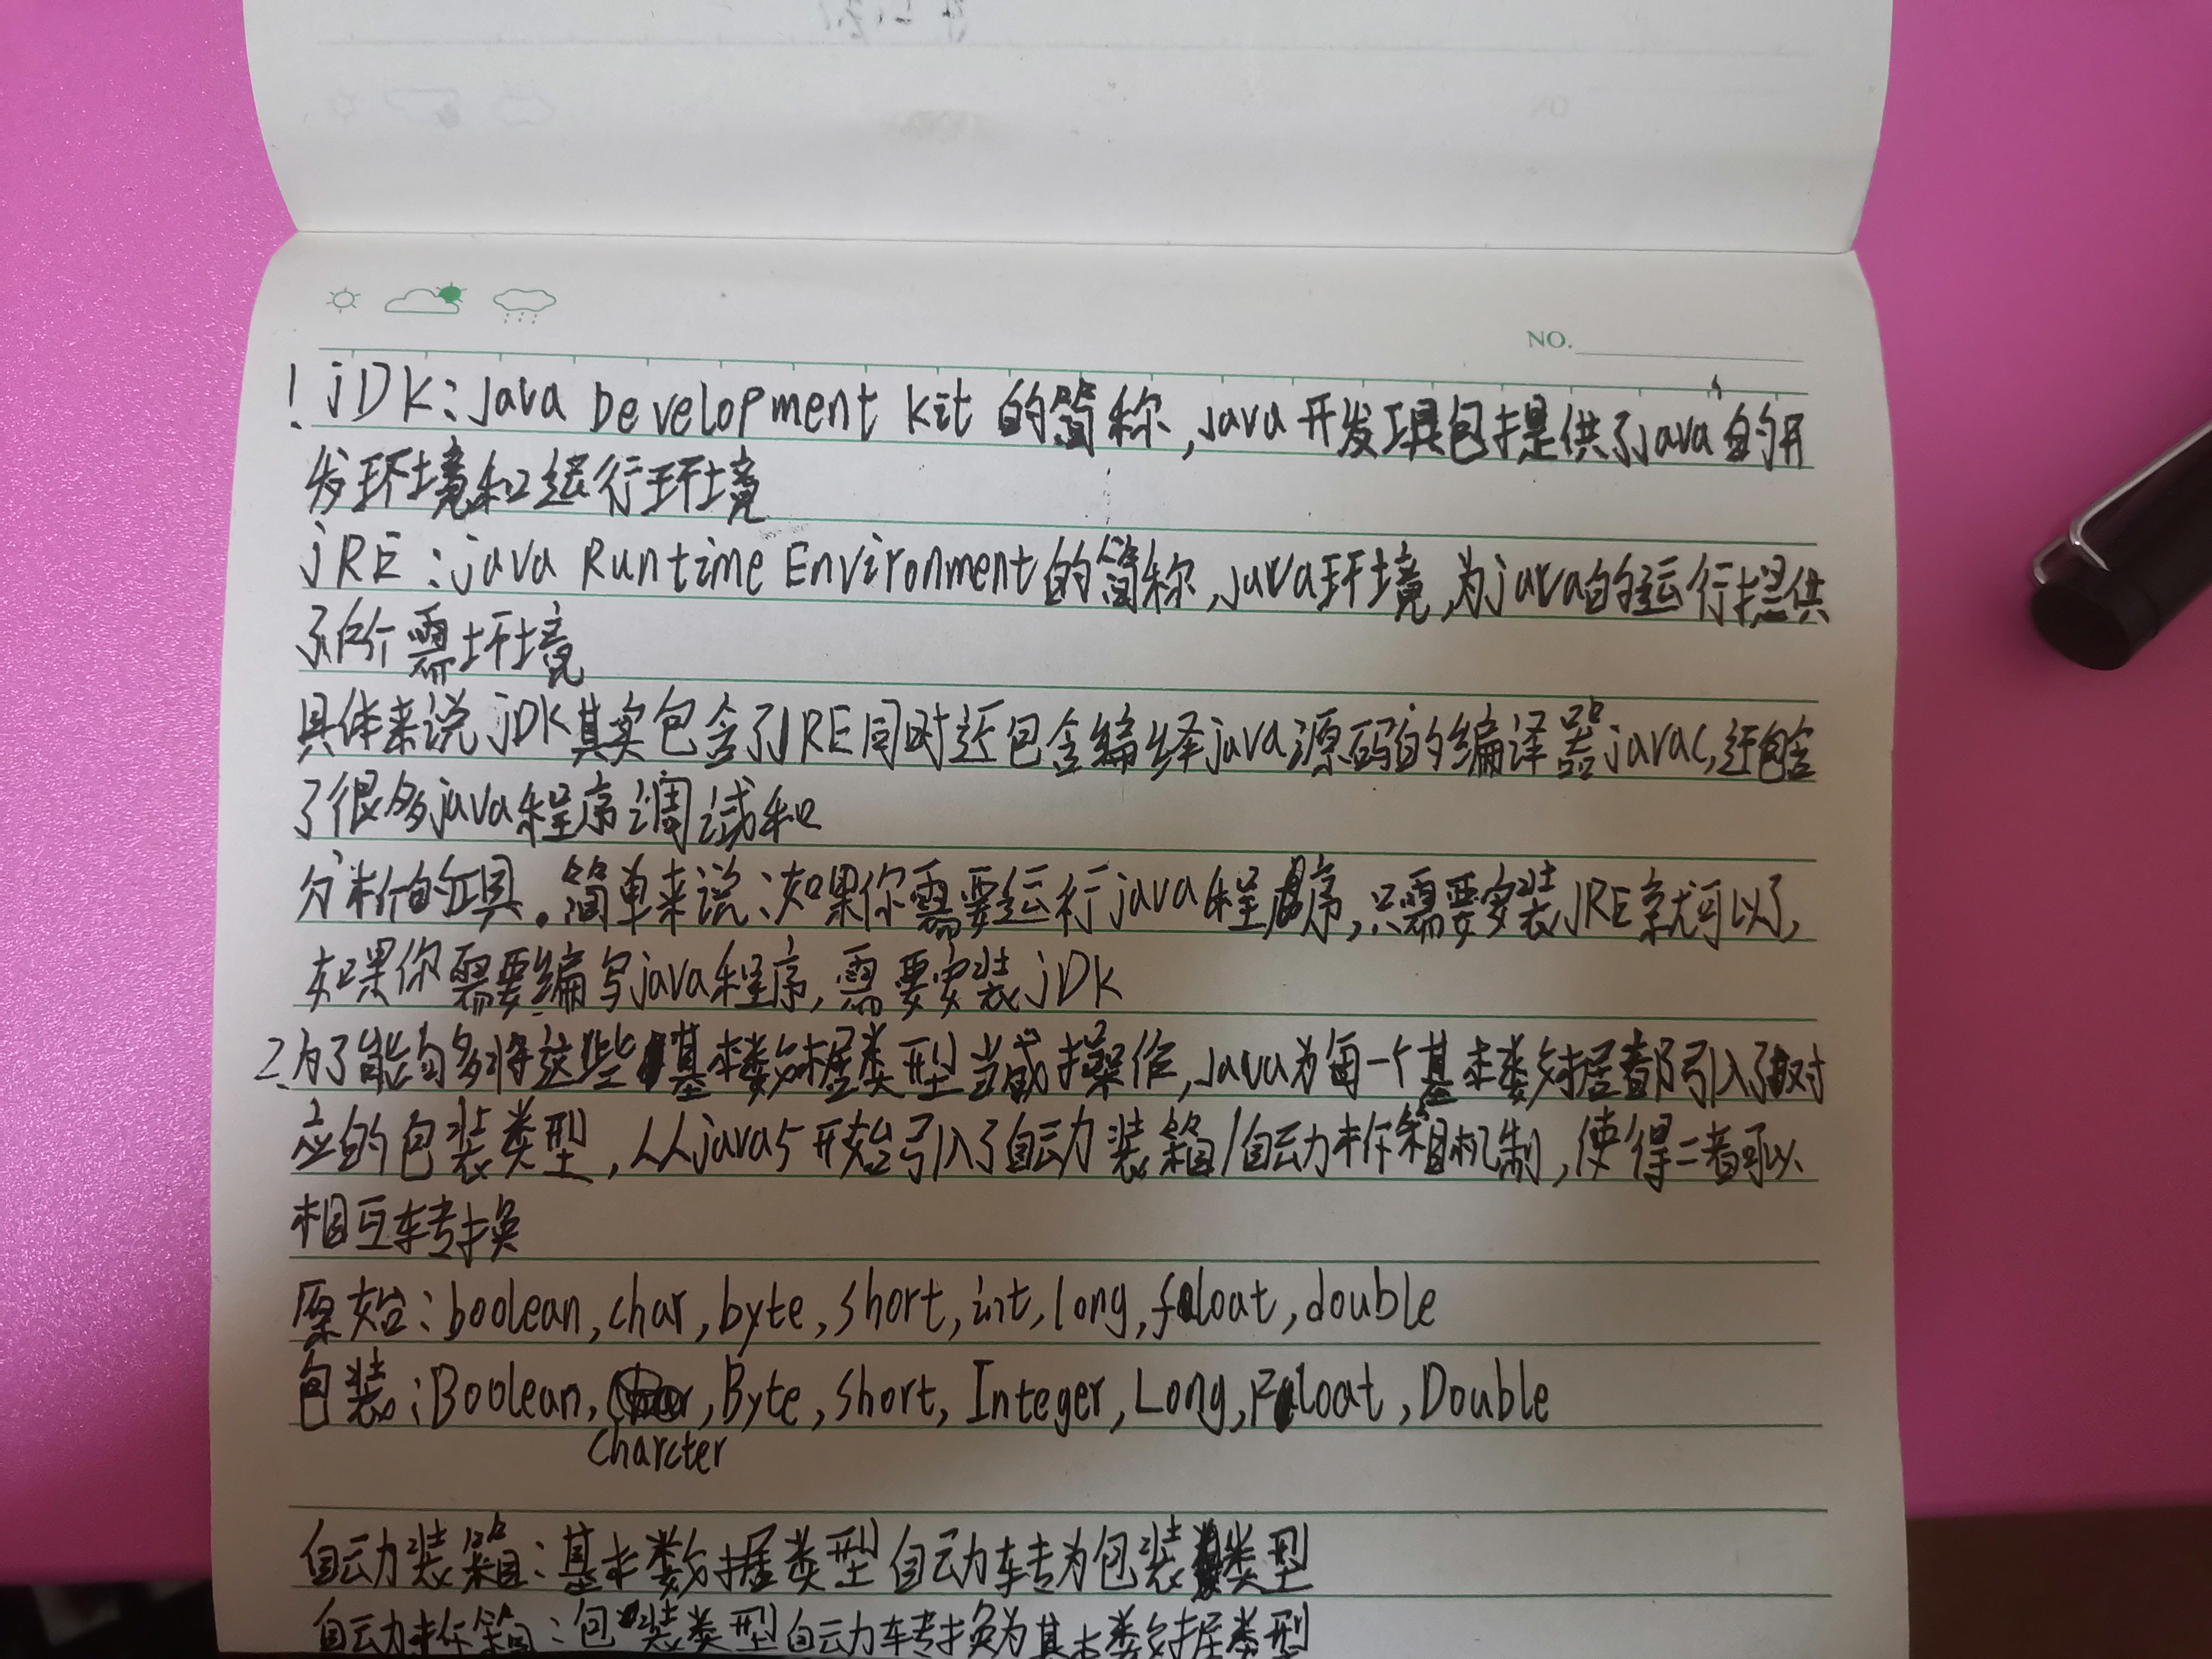 NO.
1. jDK:java Development Kit 的简称,java开发工具包提供了java的开
发环境和运行环境
jRE:java Runtime Environment的简称,java环境,为java的运行提供
了所需环境
具体来说jDK其实包含了JRE同时还包含编绎java源码的编译器javac,还包含
了很多java程序调试和
分析的工具。简单来说:如果你需要运行java程序,只需要安装JRE就可以了,
如果你需要编写java程序,需要安装jDK
2.为了能够将这些基本数据类型当成操作,java为每一个基本数据都引入了对
应的包装类型,从java5开始引入了自动装箱/自动拆箱机制,使得二者可以
相互转换
原始:boolean,char,byte,short,int,long,float,double
包装:Boolean, ,Byte,Short,Integer,Long,Float,Double
Charcter
自动装箱:基本数据类型自动转为包装类型
自动拆箱:包装类型自动转换为基本数据类型